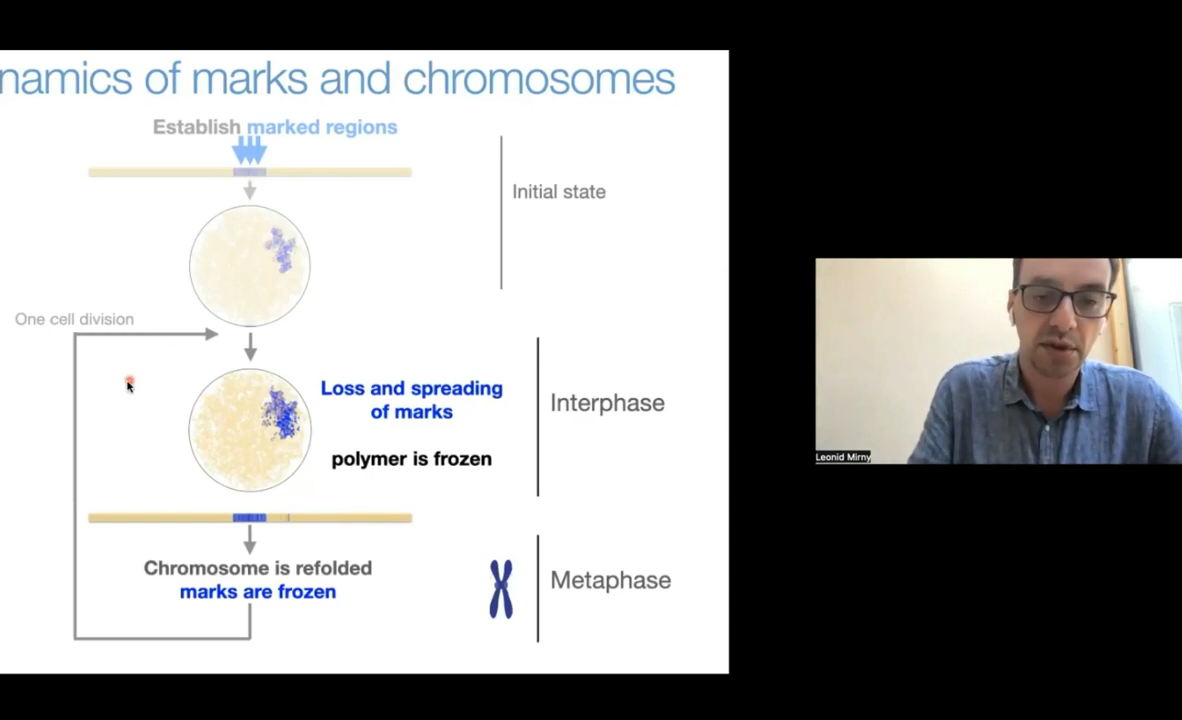 namics of marks and chromosomes
Establish marked regions
Initial state
One cell division
Loss and spreading
of marks
Interphase
polymer is frozen
Chromosome is refolded
marks are frozen
Metaphase
Leonid Mirny